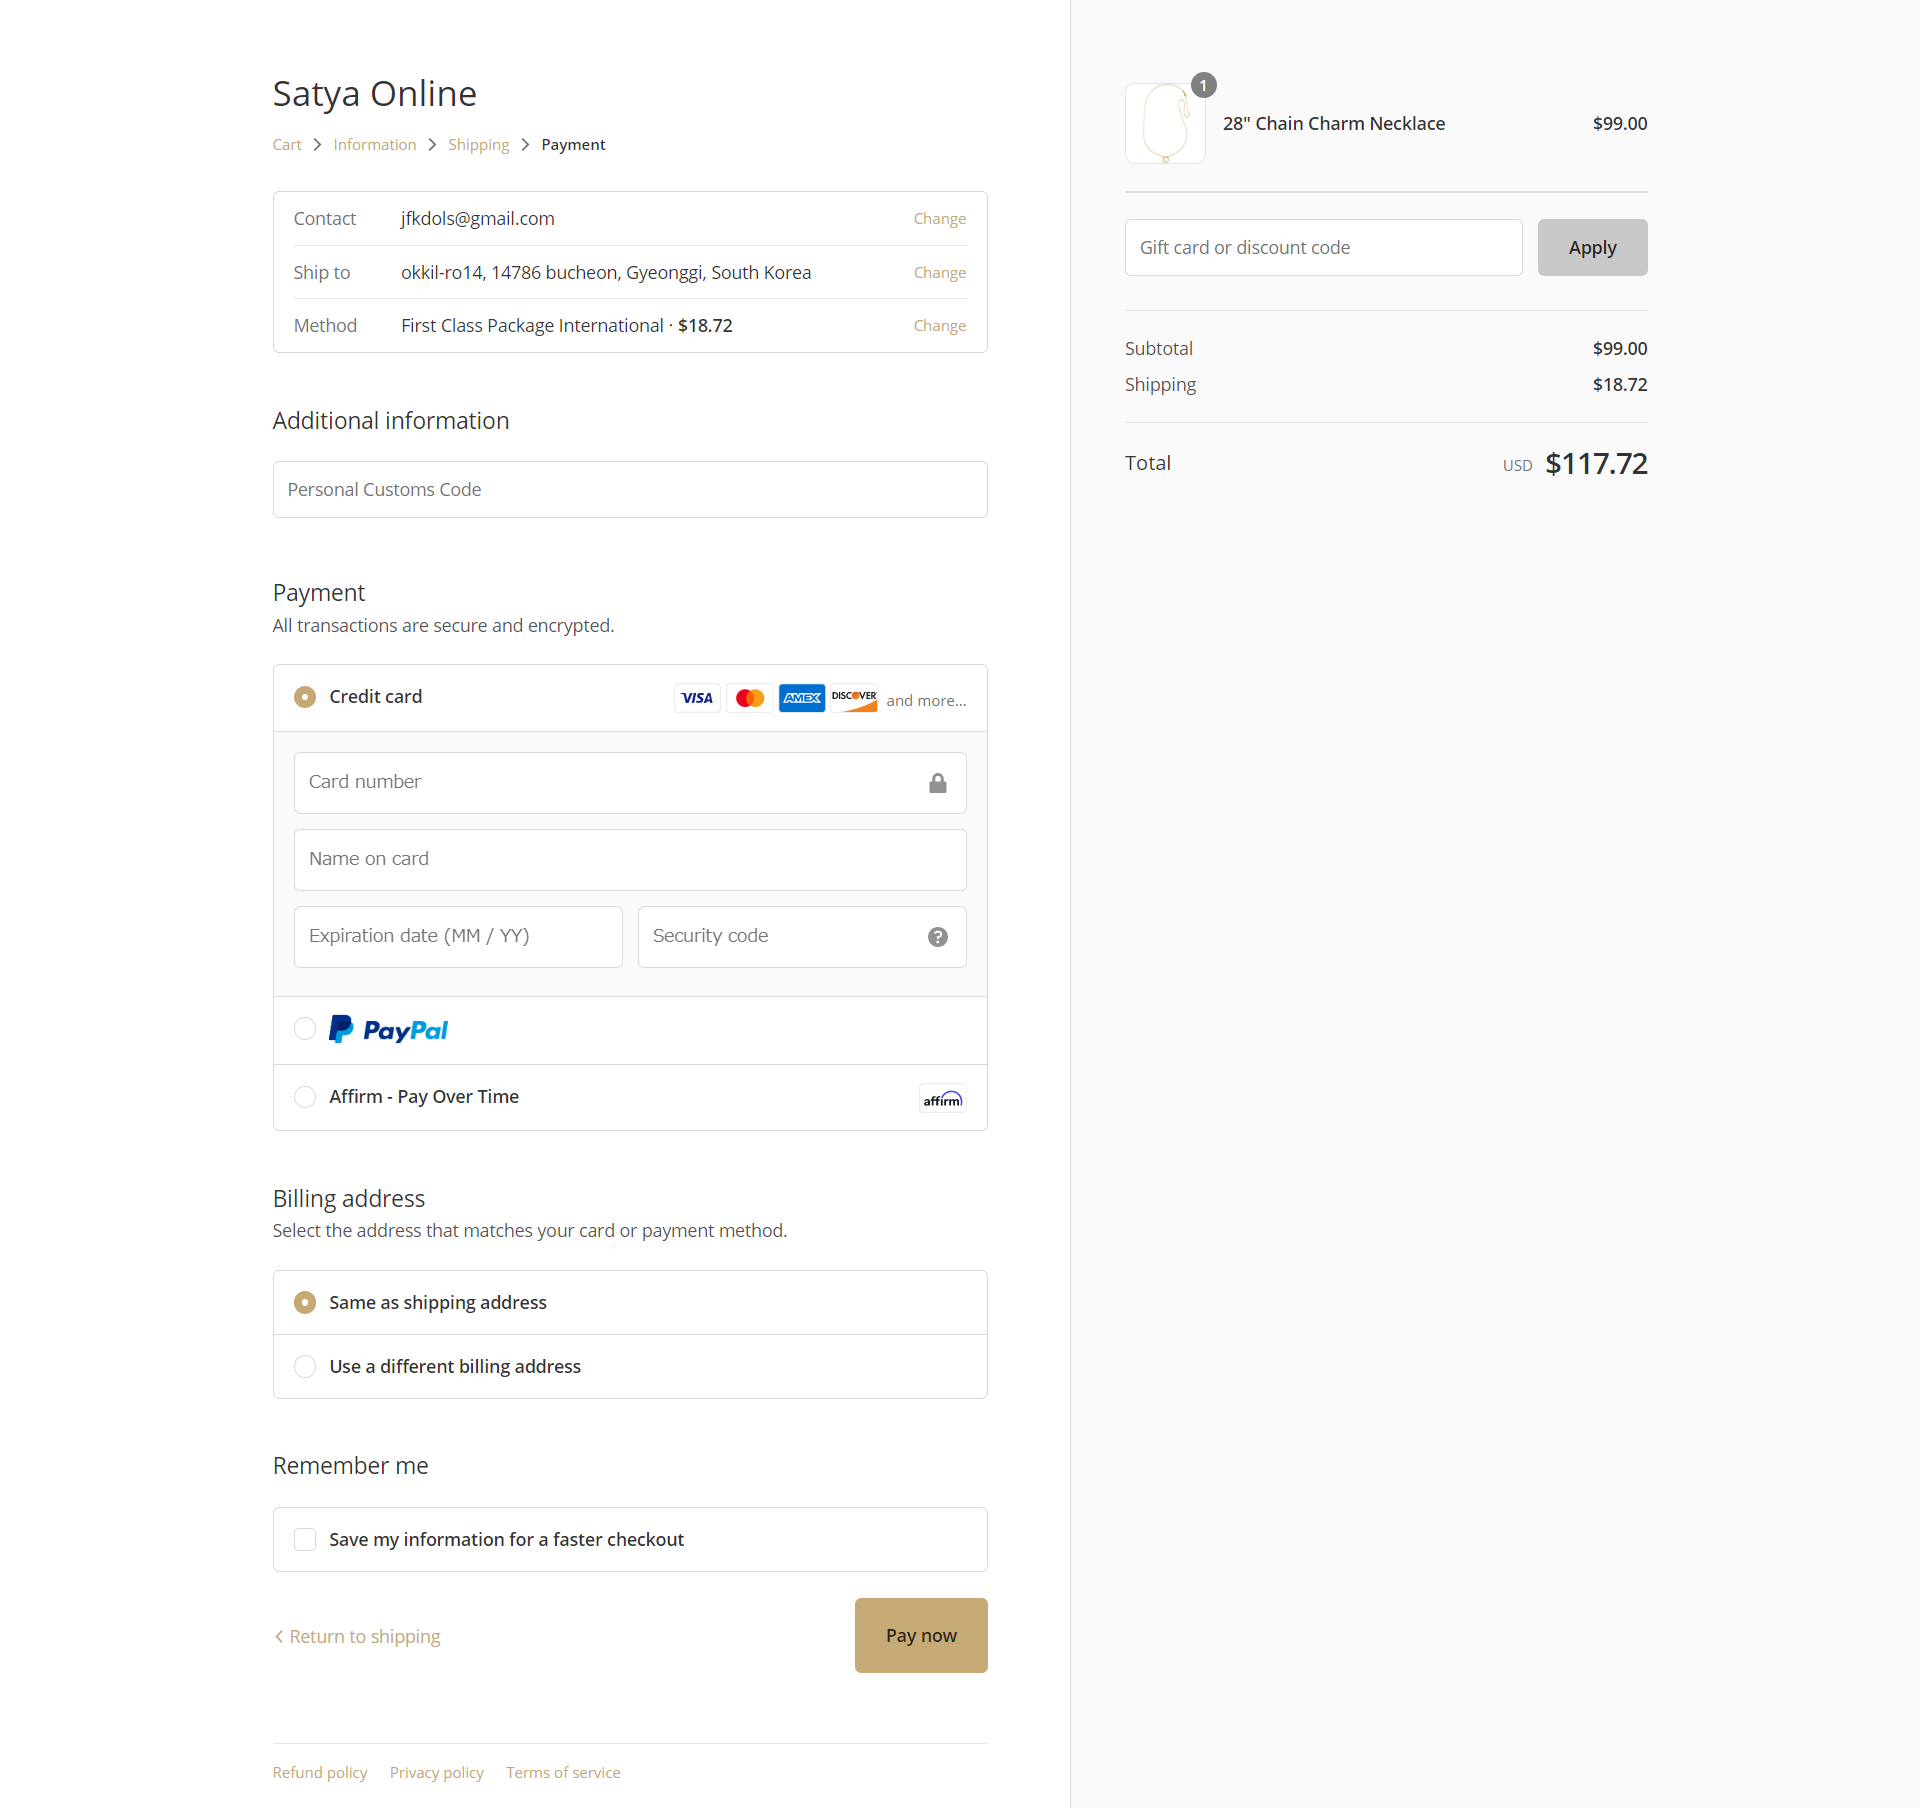 Satya Online
Cart > Information > Shipping > Payment
Contact jfkdols@gmail.com Change
Ship to okkil-ro14, 14786 bucheon, Gyeonggi, South Korea Change
Method First Class Package International · $18.72 Change
Additional information
Personal Customs Code
Payment
All transactions are secure and encrypted.
Credit card VISA AMEX DISCOVER and more...
Card number
Name on card
Expiration date (MM / YY) Security code ?
PayPal
Affirm - Pay Over Time affirm
Billing address
Select the address that matches your card or payment method.
Same as shipping address
Use a different billing address
Remember me
Save my information for a faster checkout
< Return to shipping Pay now
Refund policy Privacy policy Terms of service
1
28" Chain Charm Necklace $99.00
Gift card or discount code Apply
Subtotal $99.00
Shipping $18.72
Total USD $117.72